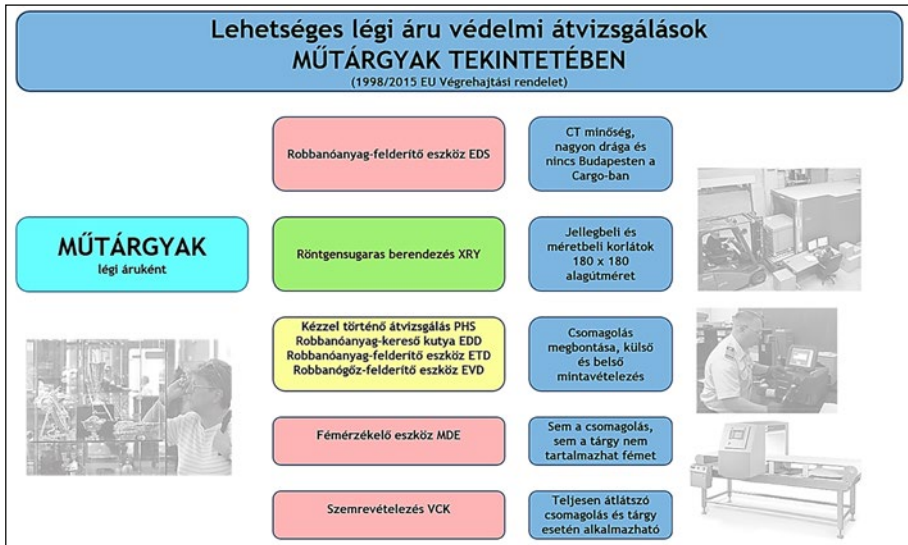 Lehetséges légi áru védelmi átvizsgálások
MŰTÁRGYAK TEKINTETÉBEN
(1998/2015 EU Végrehajtási rendelet)
MŰTÁRGYAK
légi áruként
Robbanóanyag-felderítő eszköz EDS
CT minőség,
nagyon drága és
nincs Budapesten a
Cargo-ban
Röntgensugaras berendezés XRY
Jellegbeli és
méretbeli korlátok
180 x 180
alagútméret
Kézzel történő átvizsgálás PHS
Robbanóanyag-kereső kutya EDD
Robbanóanyag-felderítő eszköz ETD
Robbanógőz-felderítő eszköz EVD
Csomagolás
megbontása, külső
és belső
mintavételezés
Fémérzékelő eszköz MDE
Sem a csomagolás,
sem a tárgy nem
tartalmazhat fémet
Szemrevételezés VCK
Teljesen átlátszó
csomagolás és tárgy
esetén alkalmazható